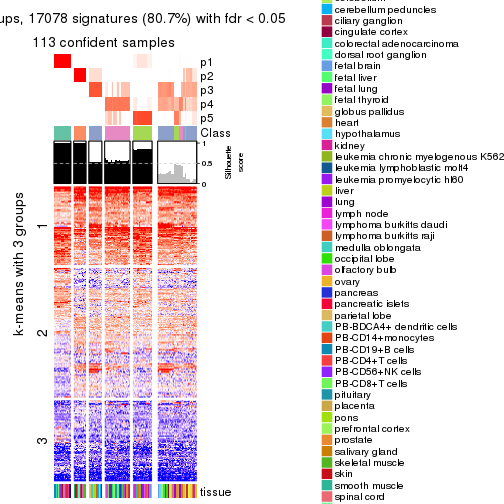 ups, 17078 signatures (80.7%) with fdr < 0.05
113 confident samples
p1
p2
p3
p4
p5
Class
1
0.5
0
Silhouette
score
k-means with 3 groups
1
2
3
tissue
cerebellum peduncles
ciliary ganglion
cingulate cortex
colorectal adenocarcinoma
dorsal root ganglion
fetal brain
fetal liver
fetal lung
fetal thyroid
globus pallidus
heart
hypothalamus
kidney
leukemia chronic myelogenous K562
leukemia lymphoblastic molt4
leukemia promyelocytic hl60
liver
lung
lymph node
lymphoma burkitts daudi
lymphoma burkitts raji
medulla oblongata
occipital lobe
olfactory bulb
ovary
pancreas
pancreatic islets
parietal lobe
PB-BDCA4+ dendritic cells
PB-CD14+monocytes
PB-CD19+B cells
PB-CD4+T cells
PB-CD56+NK cells
PB-CD8+T cells
pituitary
placenta
pons
prefrontal cortex
prostate
salivary gland
skeletal muscle
skin
smooth muscle
spinal cord